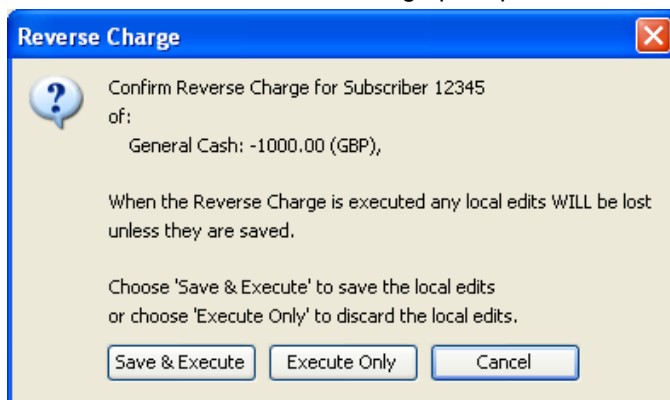 Reverse Charge
Confirm Reverse Charge for Subscriber 12345
of:
General Cash: -1000.00 (GBP),
When the Reverse Charge is executed any local edits WILL be lost
unless they are saved.
Choose 'Save & Execute' to save the local edits
or choose 'Execute Only' to discard the local edits.
Save & Execute Execute Only Cancel